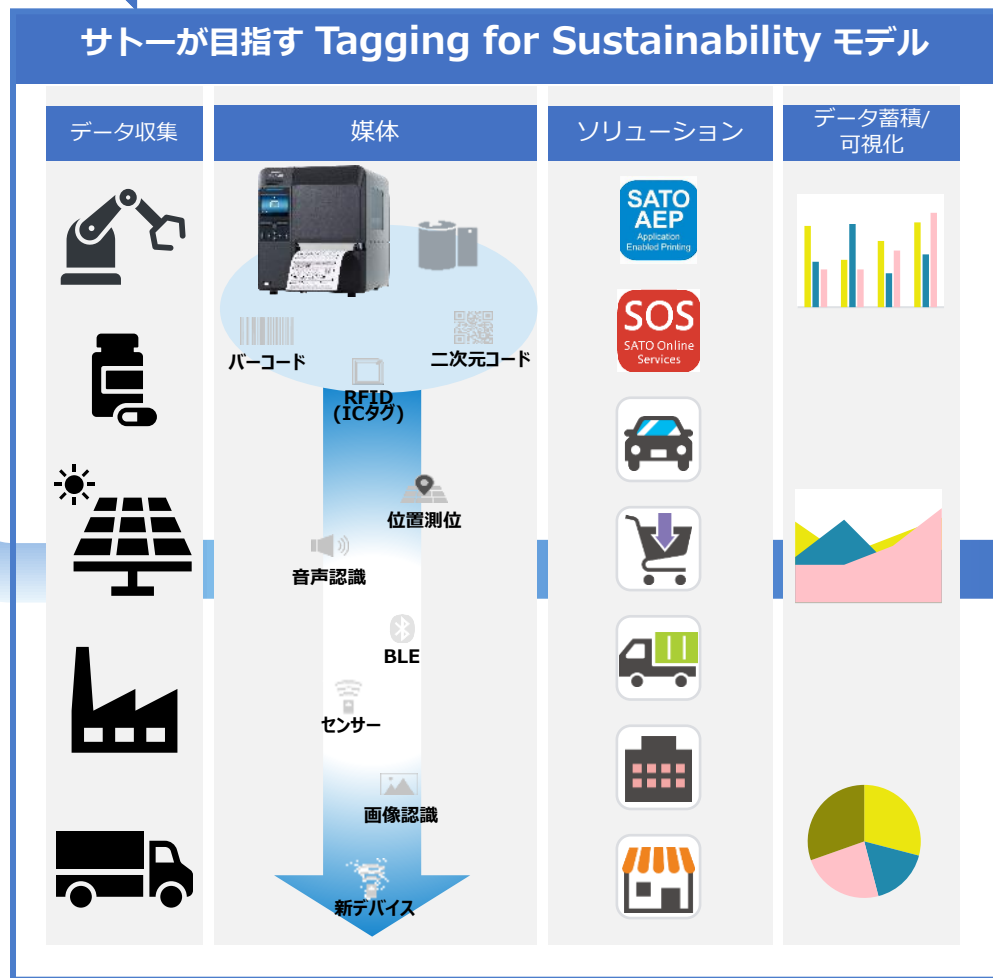 サトーが目指す Tagging for Sustainability モデル
データ収集
媒体
ソリューション
データ蓄積/
可視化
バーコード
二次元コード
RFID
(ICタグ)
位置測位
音声認識
BLE
センサー
画像認識
新デバイス
SATO
AEP
Application
Enabled Printing
SOS
SATO Online
Services